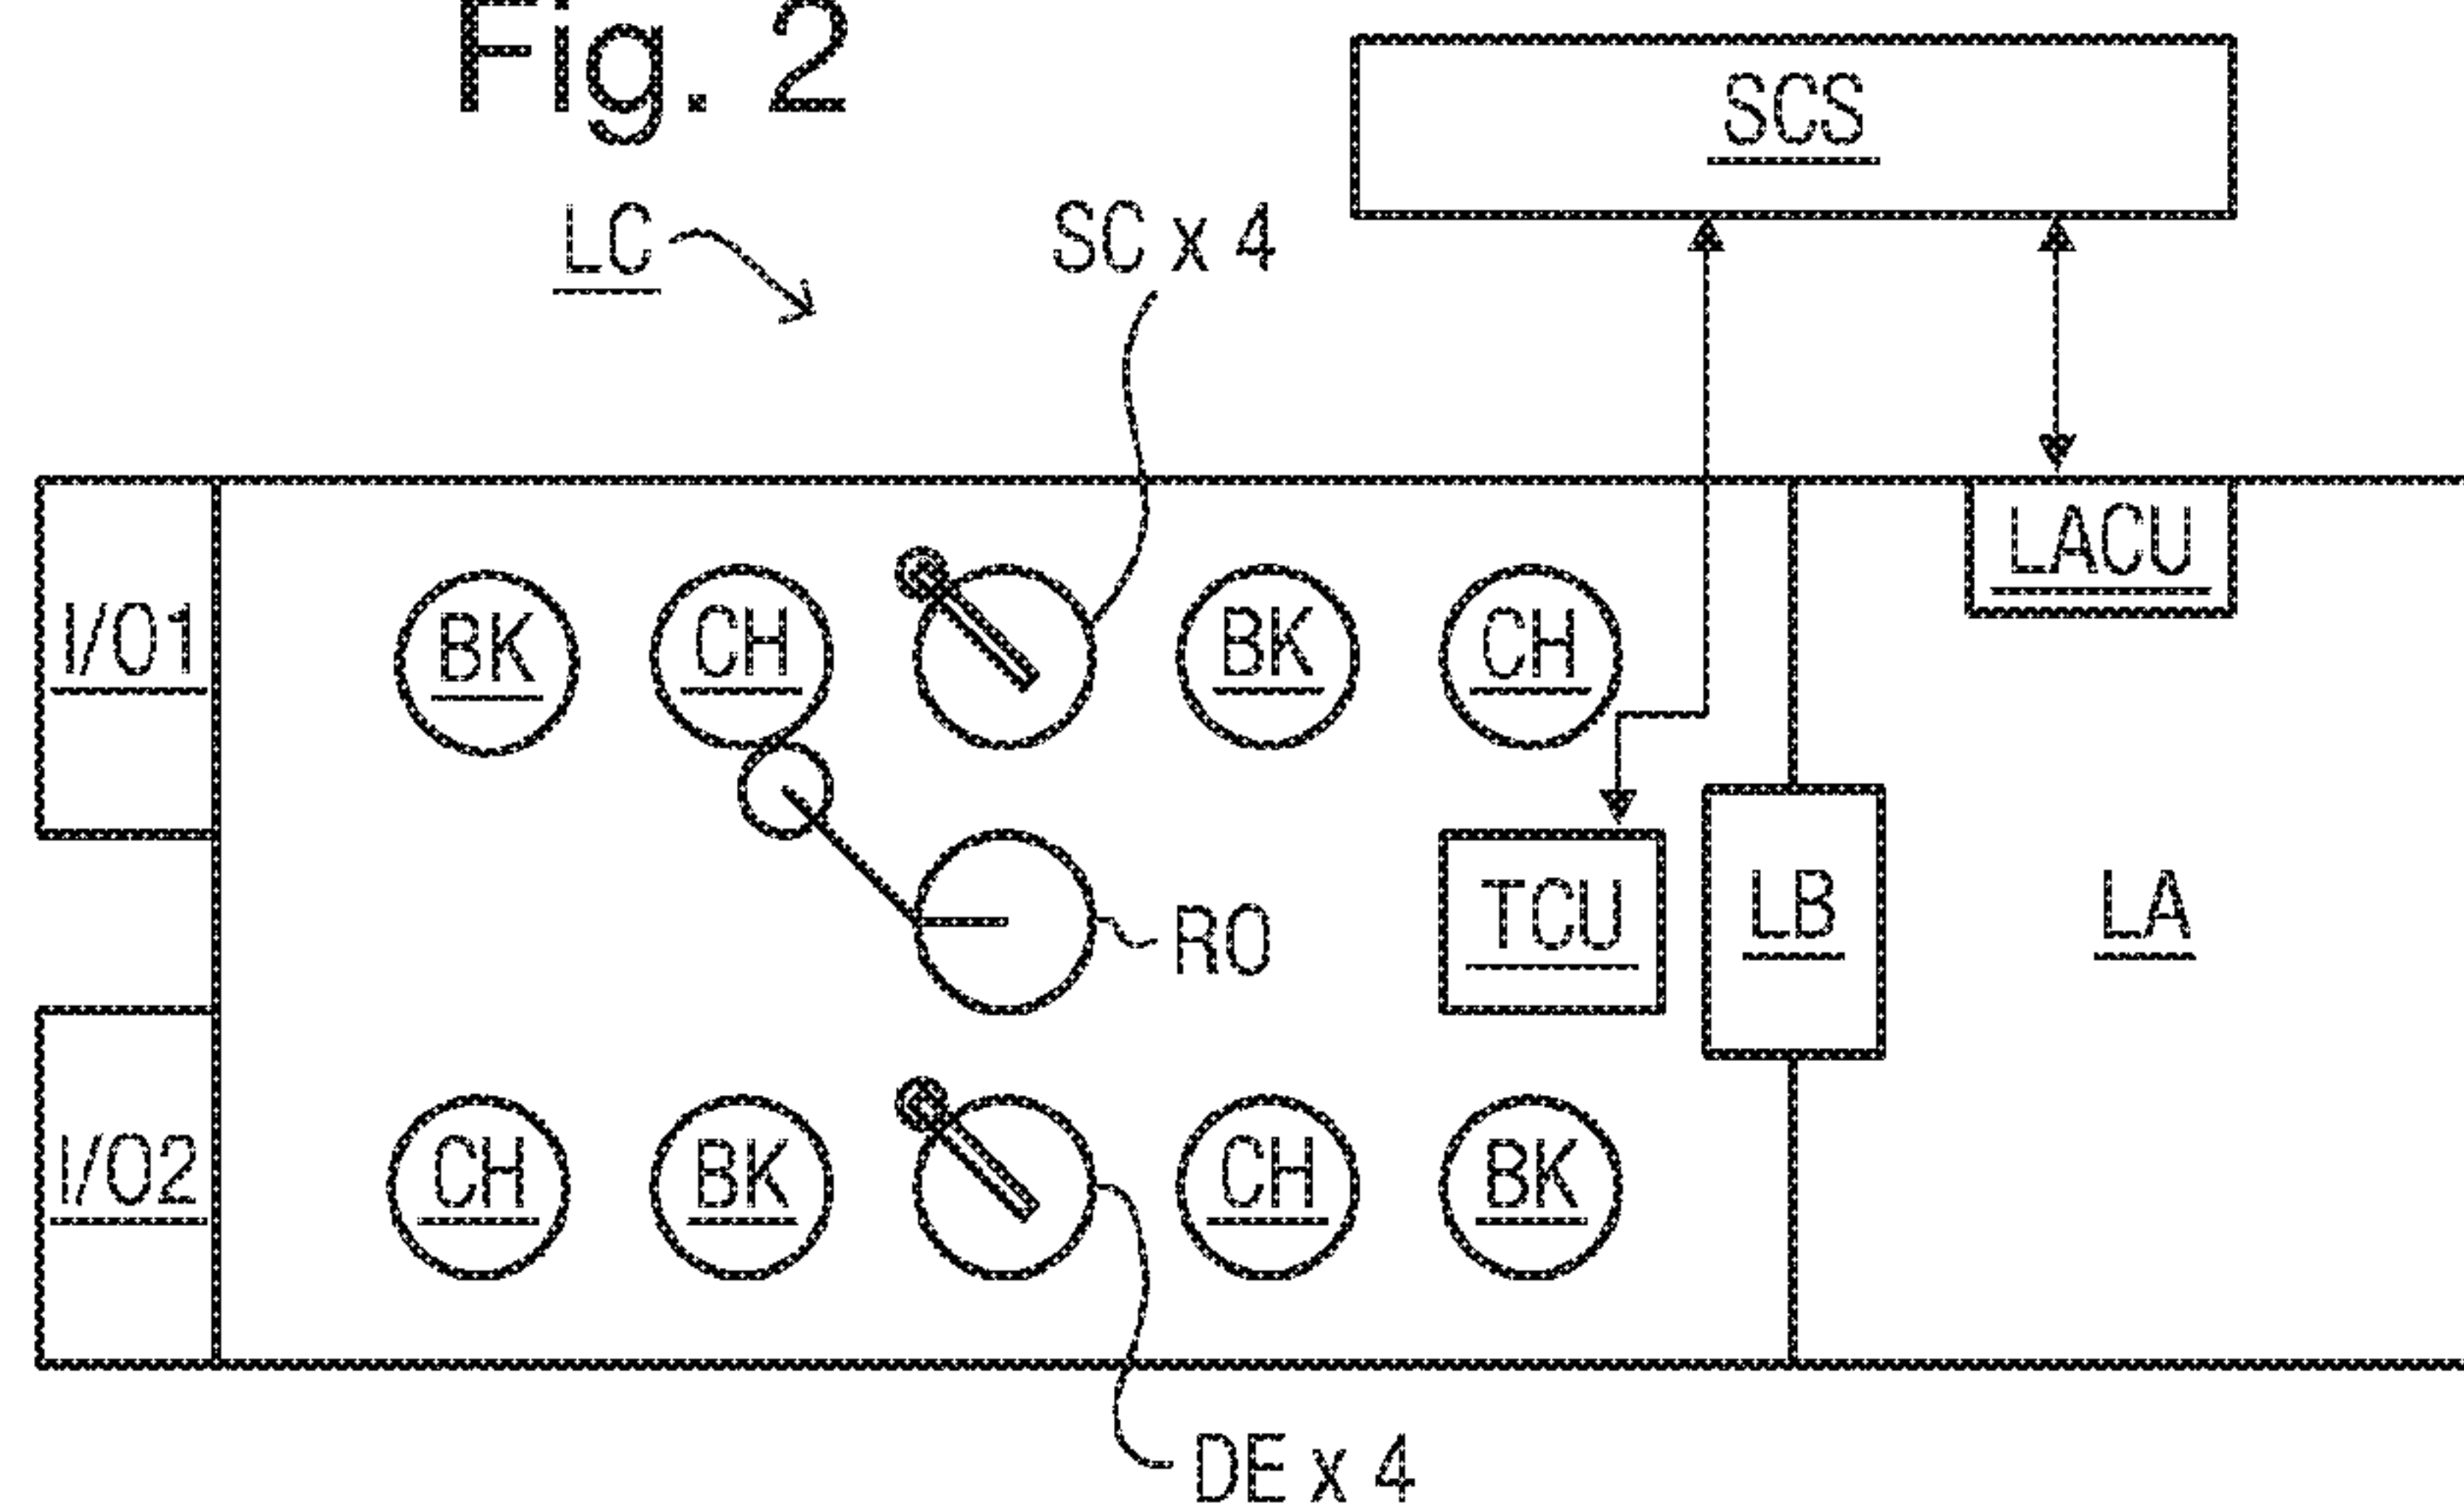 Fig. 2
SCS
LC
SC x 4
LACU
I/O1
BK
CH
BK
CH
TCU
LB
LA
RO
I/O2
CH
BK
CH
BK
DE x 4